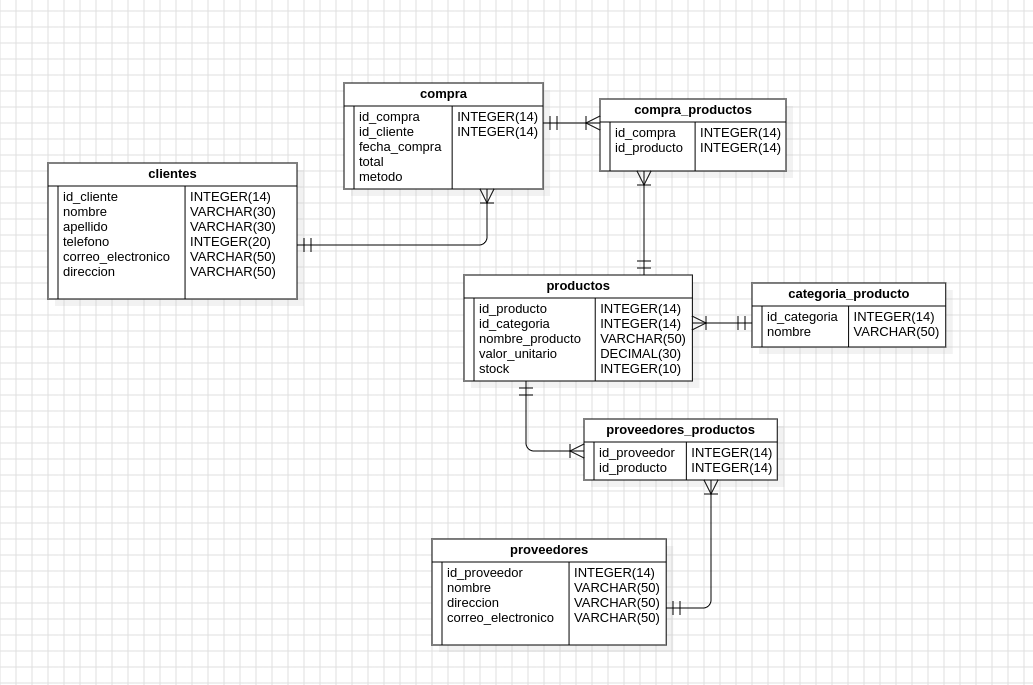 compra
id_compra INTEGER(14)
id_cliente INTEGER(14)
fecha_compra
total
metodo
compra_productos
id_compra INTEGER(14)
id_producto INTEGER(14)
clientes
id_cliente INTEGER(14)
nombre VARCHAR(30)
apellido VARCHAR(30)
telefono INTEGER(20)
correo_electronico VARCHAR(50)
direccion VARCHAR(50)
productos
id_producto INTEGER(14)
id_categoria INTEGER(14)
nombre_producto VARCHAR(50)
valor_unitario DECIMAL(30)
stock INTEGER(10)
categoria_producto
id_categoria INTEGER(14)
nombre VARCHAR(50)
proveedores_productos
id_proveedor INTEGER(14)
id_producto INTEGER(14)
proveedores
id_proveedor INTEGER(14)
nombre VARCHAR(50)
direccion VARCHAR(50)
correo_electronico VARCHAR(50)